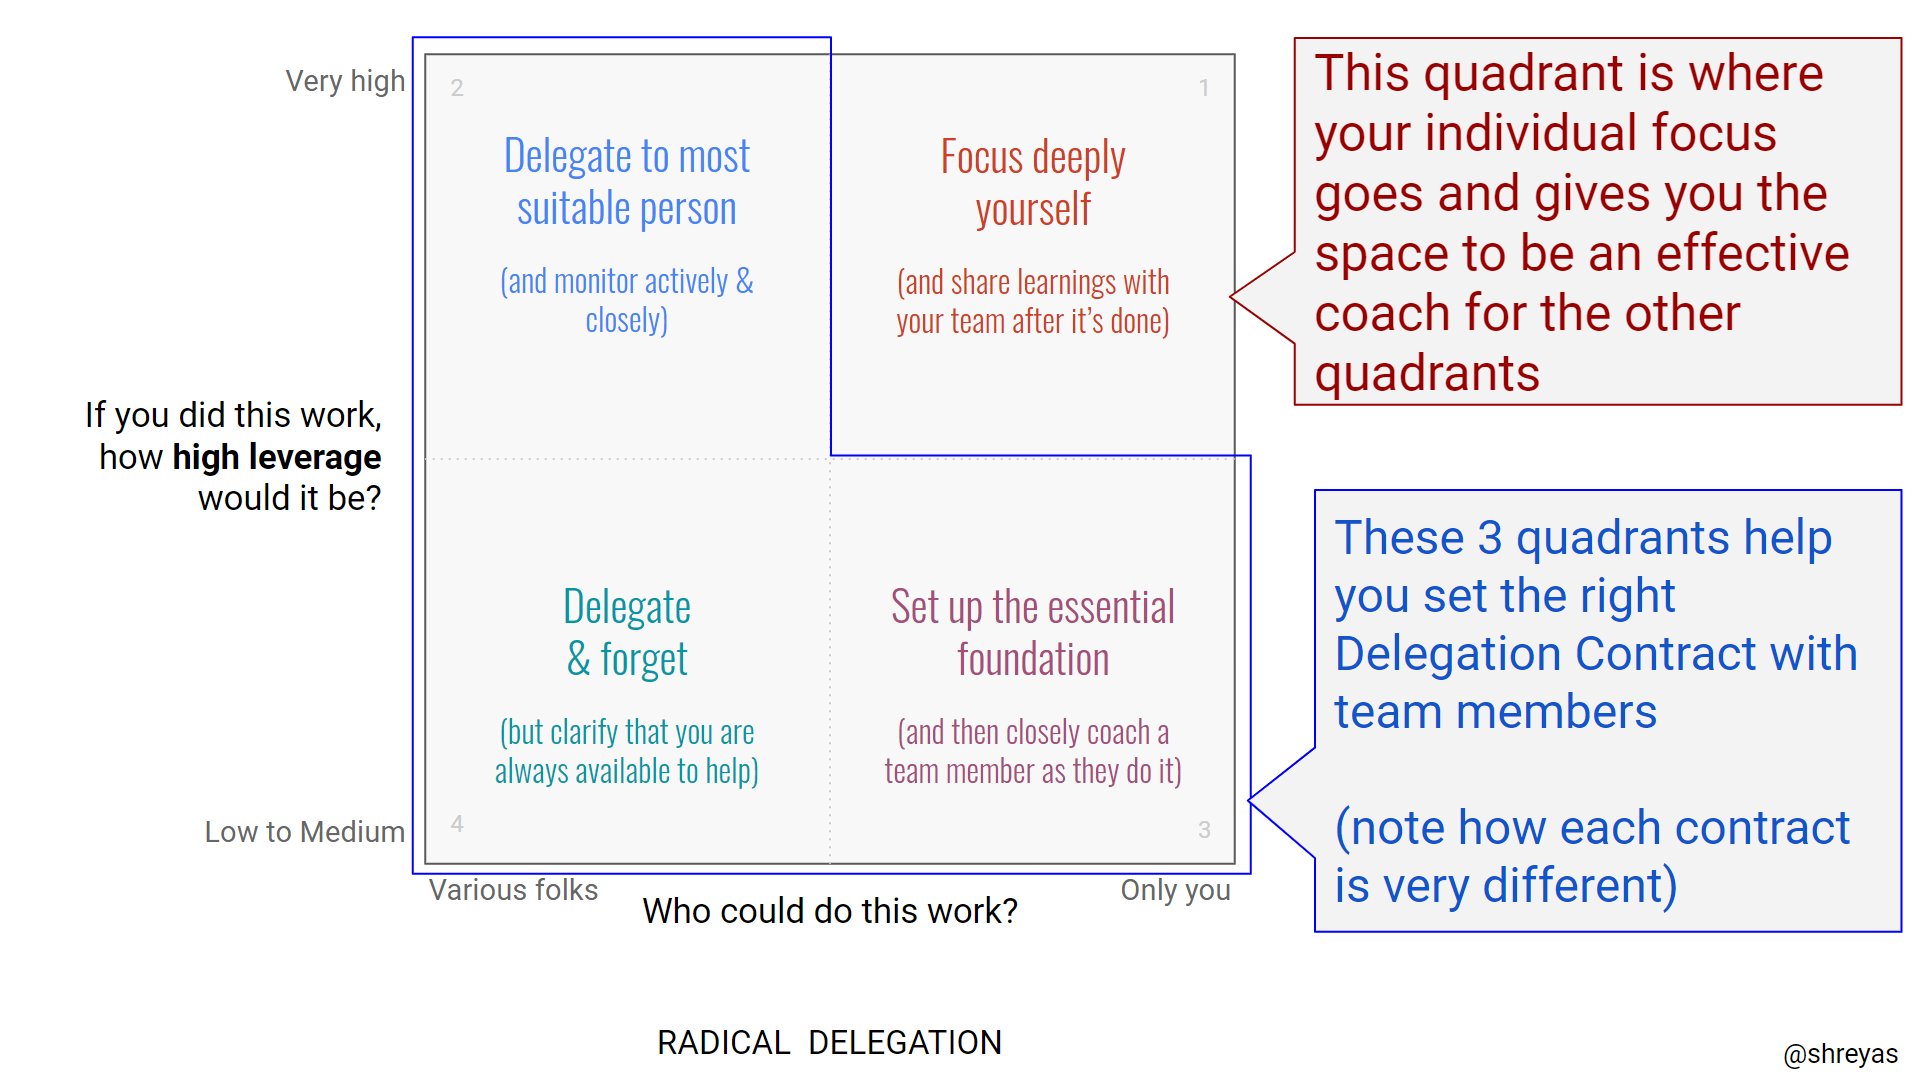 Very high
2
1
Delegate to most
suitable person
(and monitor actively &
closely)
Focus deeply
yourself
(and share learnings with
your team after it's done)
This quadrant is where
your individual focus
goes and gives you the
space to be an effective
coach for the other
quadrants
If you did this work,
how high leverage
would it be?
Delegate
& forget
(but clarify that you are
always available to help)
Set up the essential
foundation
(and then closely coach a
team member as they do it)
These 3 quadrants help
you set the right
Delegation Contract with
team members
(note how each contract
is very different)
Low to Medium
4
3
Various folks
Who could do this work?
Only you
RADICAL DELEGATION
@shreyas